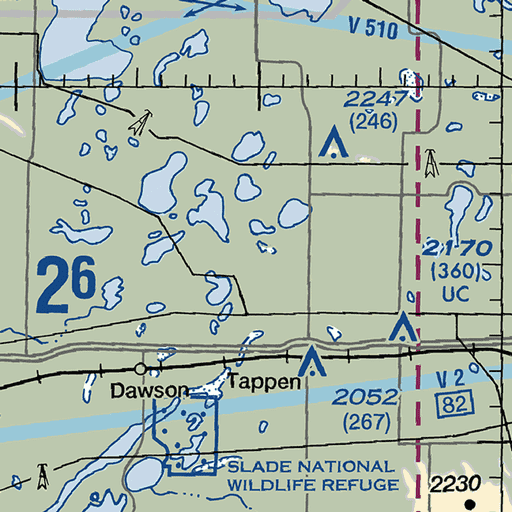 V 510
2247
(246)
2170
(360)
UC
26
Dawson
Tappen
2052
(267)
V 2
82
SLADE NATIONAL
WILDLIFE REFUGE
2230